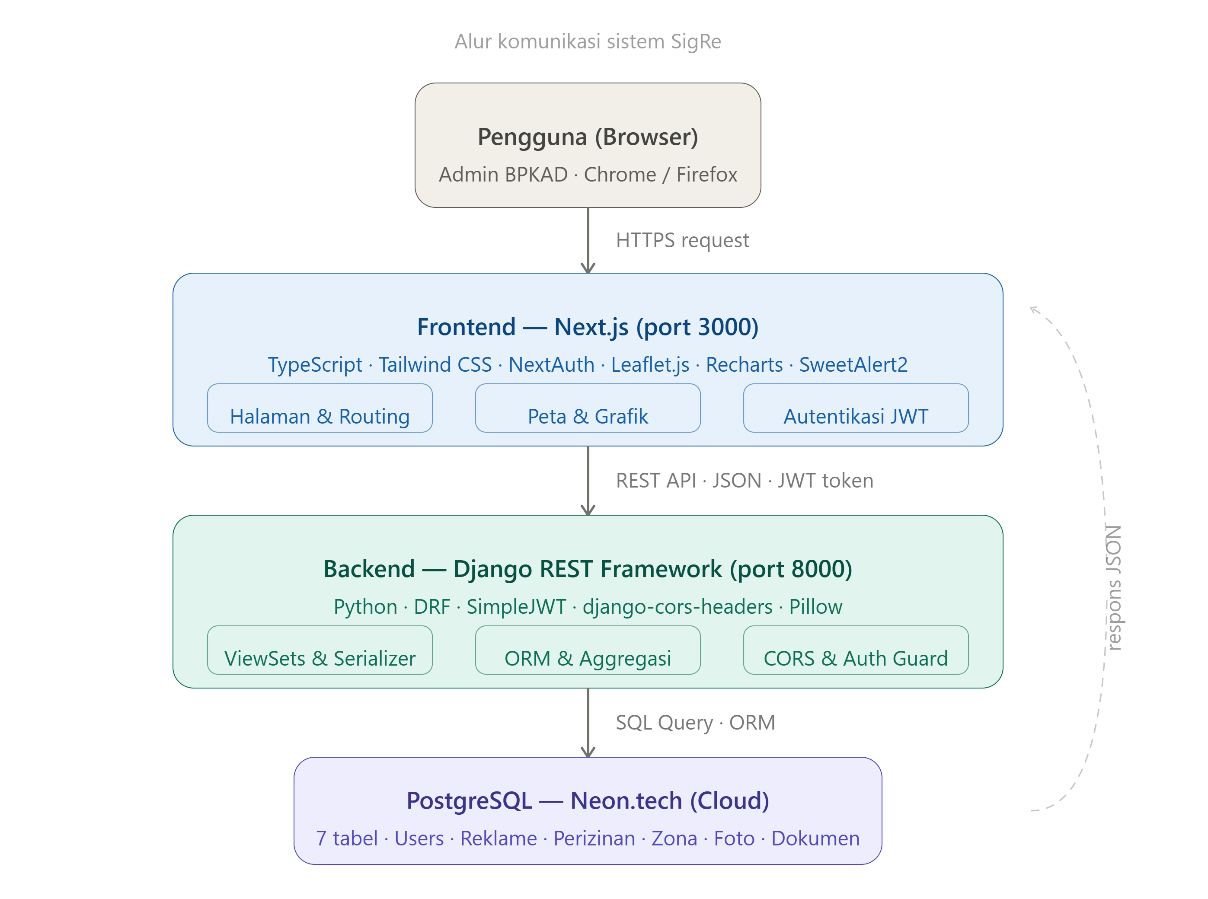 Alur komunikasi sistem SigRe
Pengguna (Browser)
Admin BPKAD · Chrome / Firefox
HTTPS request
Frontend — Next.js (port 3000)
TypeScript · Tailwind CSS · NextAuth · Leaflet.js · Recharts · SweetAlert2
Halaman & Routing
Peta & Grafik
Autentikasi JWT
REST API · JSON · JWT token
Backend — Django REST Framework (port 8000)
Python · DRF · SimpleJWT · django-cors-headers · Pillow
ViewSets & Serializer
ORM & Aggregasi
CORS & Auth Guard
respons JSON
SQL Query · ORM
PostgreSQL — Neon.tech (Cloud)
7 tabel · Users · Reklame · Perizinan · Zona · Foto · Dokumen